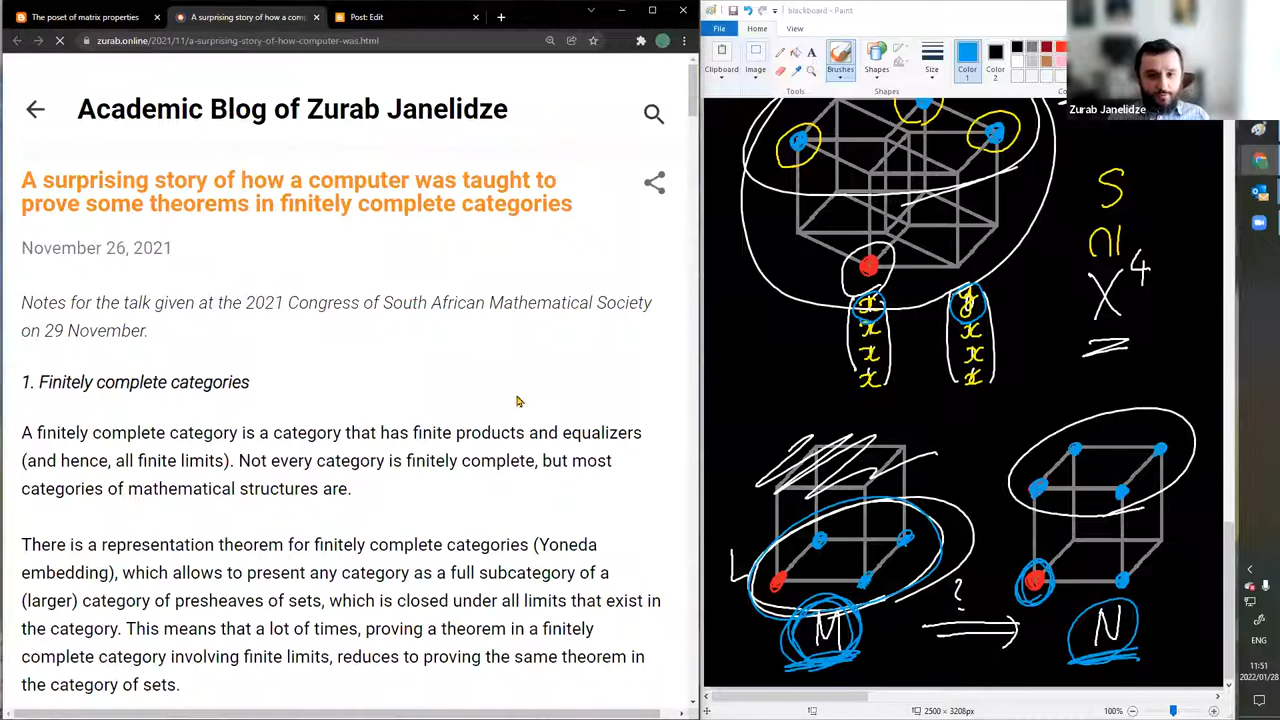 The poset of matrix properties
A surprising story of how a comp
Post: Edit
zurab.online/2021/11/a-surprising-story-of-how-computer-was.html
Academic Blog of Zurab Janelidze
A surprising story of how a computer was taught to
prove some theorems in finitely complete categories
November 26, 2021
Notes for the talk given at the 2021 Congress of South African Mathematical Society
on 29 November.
1. Finitely complete categories
A finitely complete category is a category that has finite products and equalizers
(and hence, all finite limits). Not every category is finitely complete, but most
categories of mathematical structures are.
There is a representation theorem for finitely complete categories (Yoneda
embedding), which allows to present any category as a full subcategory of a
(larger) category of presheaves of sets, which is closed under all limits that exist in
the category. This means that a lot of times, proving a theorem in a finitely
complete category involving finite limits, reduces to proving the same theorem in
the category of sets.
blackboard - Paint
File Home View
Clipboard Image Brushes Shapes Size Color 1 Color 2
Tools Shapes
Zurab Janelidze
S
X⁴
x y
x x
x x
x x
?
M N
2500 × 3208px
100%
11:51
2022/01/28